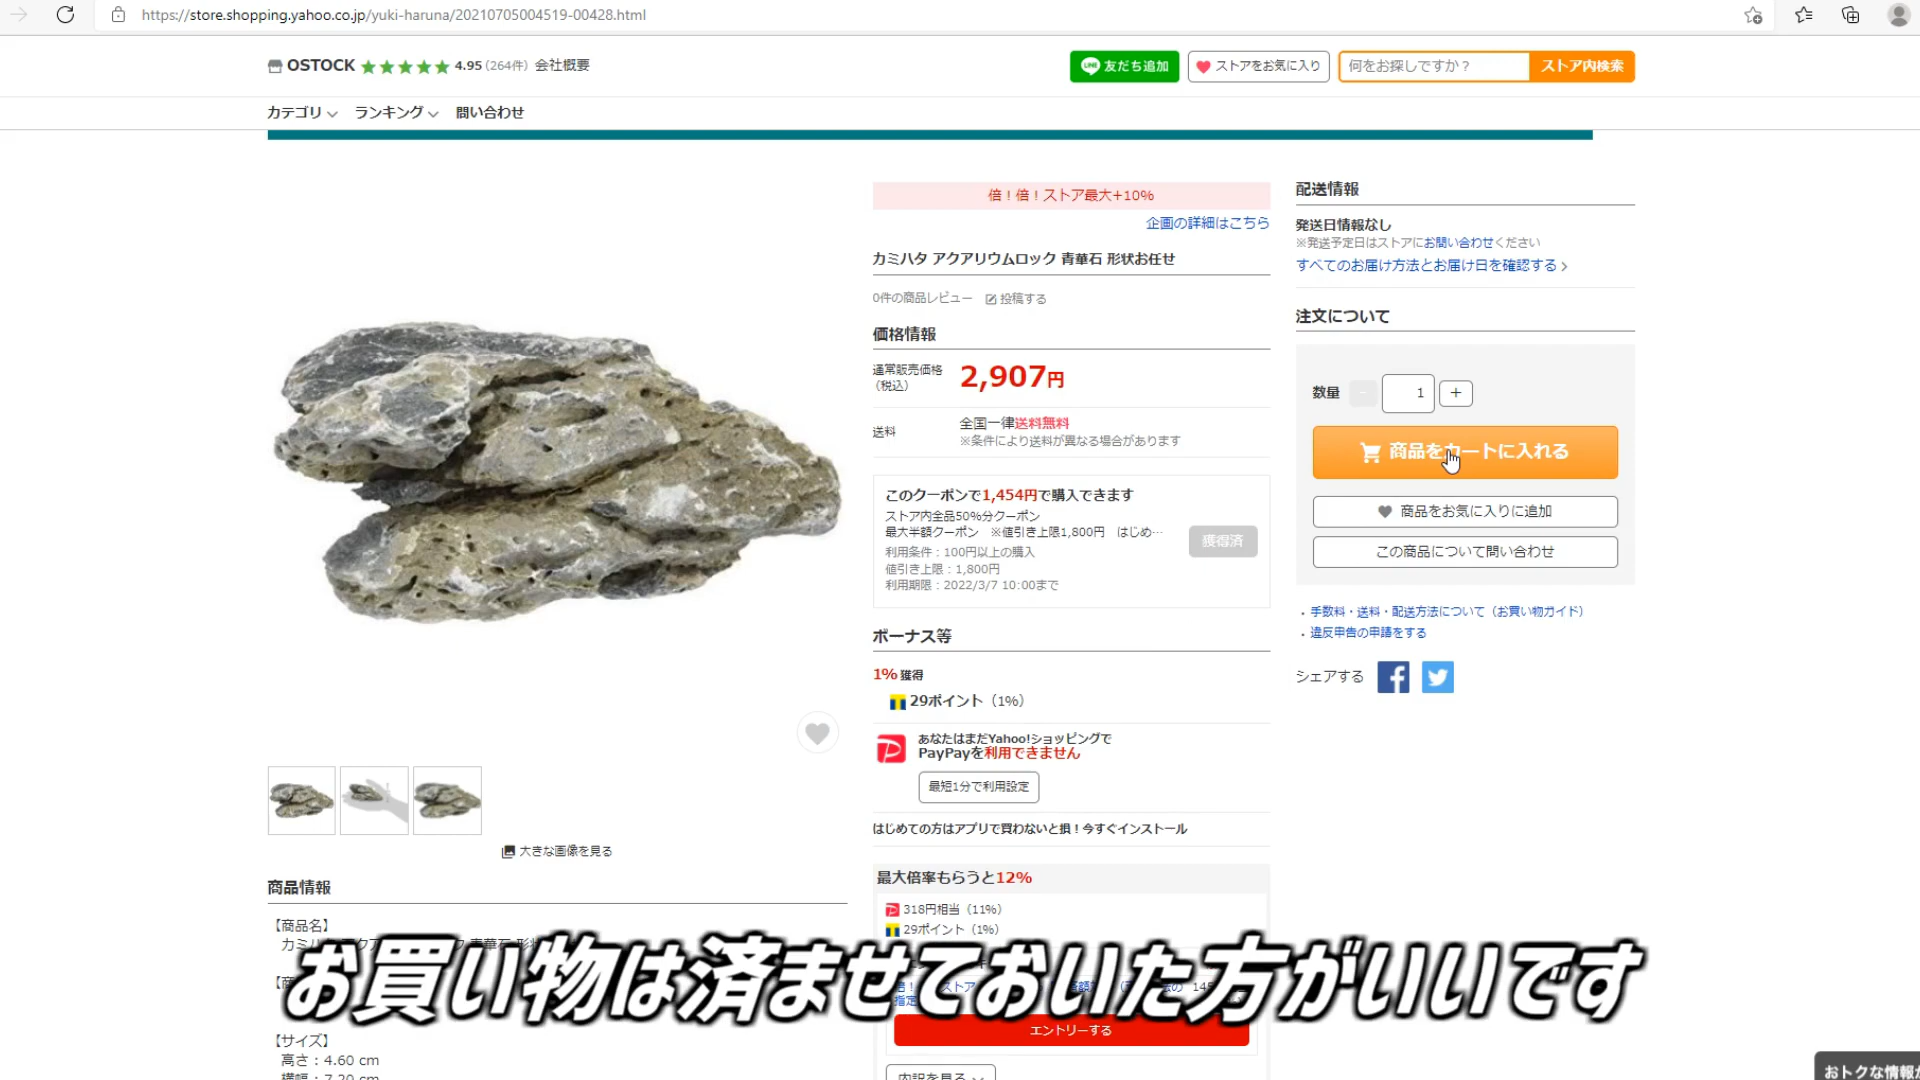 https://store.shopping.yahoo.co.jp/yuki-haruna/20210705004519-00428.html
OSTOCK 4.95 (264件) 会社概要
LINE 友だち追加
ストアをお気に入り
何をお探しですか？
ストア内検索
カテゴリ ランキング 問い合わせ
倍！倍！ストア最大+10%
企画の詳細はこちら
カミハタ アクアリウムロック 青華石 形状お任せ
0件の商品レビュー 投稿する
価格情報
通常販売価格
（税込）
2,907円
送料
全国一律送料無料
※条件により送料が異なる場合があります
このクーポンで1,454円で購入できます
ストア内全品50%分クーポン
最大半額クーポン ※値引き上限1,800円 はじめ…
利用条件：100円以上の購入
値引き上限：1,800円
利用期限：2022/3/7 10:00まで
獲得済
ボーナス等
1% 獲得
29ポイント（1%）
あなたはまだYahoo!ショッピングで
PayPayを利用できません
最短1分で利用設定
はじめての方はアプリで買わないと損！今すぐインストール
最大倍率もらうと12%
318円相当（11%）
29ポイント（1%）
エントリーする
内訳を見る
配送情報
発送日情報なし
※発送予定日はストアにお問い合わせください
すべてのお届け方法とお届け日を確認する
注文について
数量 - 1 +
商品をカートに入れる
商品をお気に入りに追加
この商品について問い合わせ
・手数料・送料・配送方法について（お買い物ガイド）
・違反申告の申請をする
シェアする
大きな画像を見る
商品情報
【商品名】
【サイズ】
高さ：4.60 cm
横幅：7.20 cm
お買い物は済ませておいた方がいいです
おトクな情報が